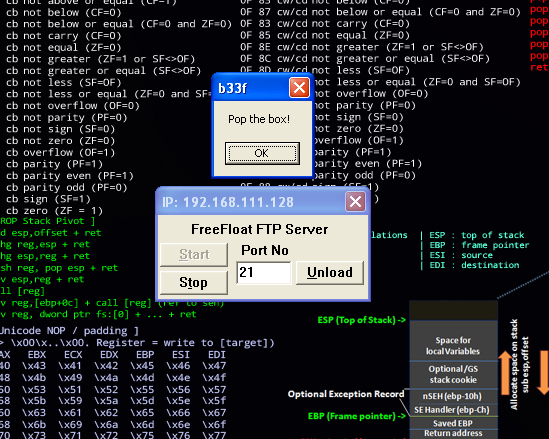 cb not above or equal (CF=1)
cb not below (CF=0)
cb not below or equal (CF=0 and ZF=0)
cb not carry (CF=0)
cb not equal (ZF=0)
cb not greater (ZF=1 or SF<>OF)
cb not greater or equal (SF<>OF)
cb not less (SF=OF)
cb not less or equal (ZF=0 and SF=
cb not overflow (OF=0)
cb not parity (PF=0)
cb not sign (SF=0)
cb not zero (ZF=0)
cb overflow (OF=1)
cb parity (PF=1)
cb parity even (PF=1)
cb parity odd (PF=0)
cb sign (SF=1)
cb zero (ZF = 1)
0F 82 cw/cd not above or equal (CF=1)
0F 83 cw/cd not below (CF=0)
0F 87 cw/cd not below or equal (CF=0 and ZF=0)
0F 83 cw/cd not carry (CF=0)
0F 85 cw/cd not equal (ZF=0)
0F 8E cw/cd not greater (ZF=1 or SF<>OF)
0F 8C cw/cd not greater or equal (SF<>OF)
0F 8D cw/cd not less (SF=OF)
not less or equal (ZF=0 and SF=OF)
not overflow (OF=0)
not parity (PF=0)
not sign (SF=0)
not zero (ZF=0)
overflow (OF=1)
parity (PF=1)
parity even (PF=1)
parity odd (PF=0)
sign (SF=1)
pop
pop
pop
pop
ret
b33f
Pop the box!
OK
IP: 192.168.111.128
FreeFloat FTP Server
Start
Port No
Stop
21
Unload
ROP Stack Pivot ]
d esp,offset + ret
hg reg,esp + ret
hg esp,reg + ret
sh reg, pop esp + ret
v esp,reg + ret
ll [reg]
v reg,[ebp+0c] + call [reg] (ref to seh)
v reg, dword ptr fs:[0] + ... + ret
lations | ESP : top of stack
| EBP : frame pointer
| ESI : source
| EDI : destination
Unicode NOP / padding ]
> \x00\x..\x00. Register = write to [target])
AX EBX ECX EDX EBP ESI EDI
40 \x43 \x41 \x42 \x45 \x46 \x47
48 \x4b \x49 \x4a \x4d \x4e \x4f
50 \x53 \x51 \x52 \x55 \x56 \x57
58 \x5b \x59 \x5a \x5d \x5e \x5f
60 \x63 \x61 \x62 \x65 \x66 \x67
68 \x6b \x69 \x6a \x6d \x6e \x6f
70 \x73 \x71 \x72 \x75 \x76 \x77
ESP (Top of Stack) ->
Space for
local Variables
Optional /GS
stack cookie
Optional Exception Record
nSEH (ebp-10h)
SE Handler (ebp-Ch)
EBP (Frame pointer) ->
Saved EBP
Return address
Allocate space on stack
sub esp,offset